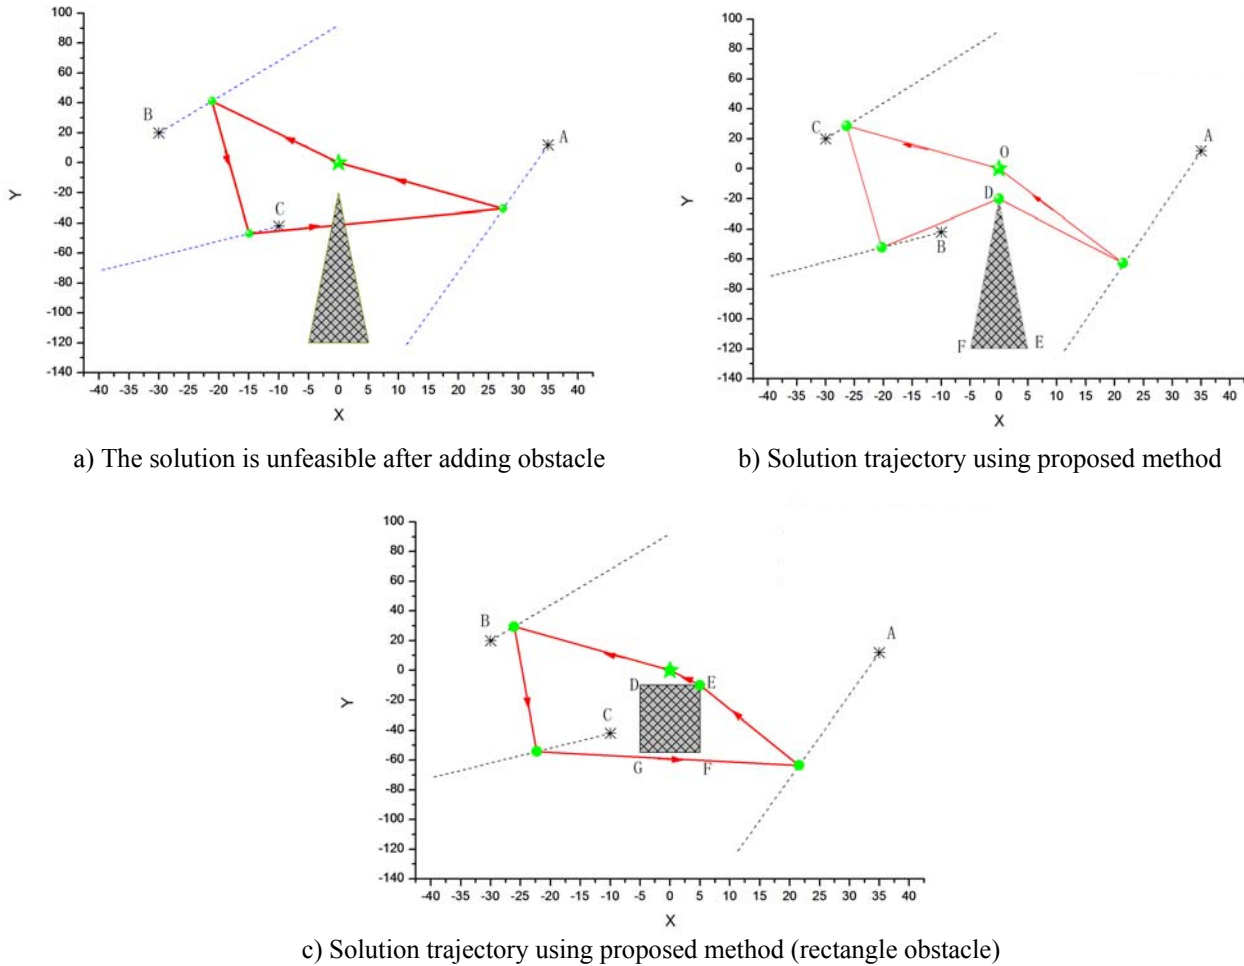 100
80
60
40
20
0
-20
-40
-60
-80
-100
-120
-140
Y
B
A
C
-40 -35 -30 -25 -20 -15 -10 -5 0 5 10 15 20 25 30 35 40
X
a) The solution is unfeasible after adding obstacle
100
80
60
40
20
0
-20
-40
-60
-80
-100
-120
-140
Y
C
O
A
D
B
F E
-40 -35 -30 -25 -20 -15 -10 -5 0 5 10 15 20 25 30 35 40
X
b) Solution trajectory using proposed method
100
80
60
40
20
0
-20
-40
-60
-80
-100
-120
-140
Y
B
A
D E
C
G F
-40 -35 -30 -25 -20 -15 -10 -5 0 5 10 15 20 25 30 35 40
X
c) Solution trajectory using proposed method (rectangle obstacle)